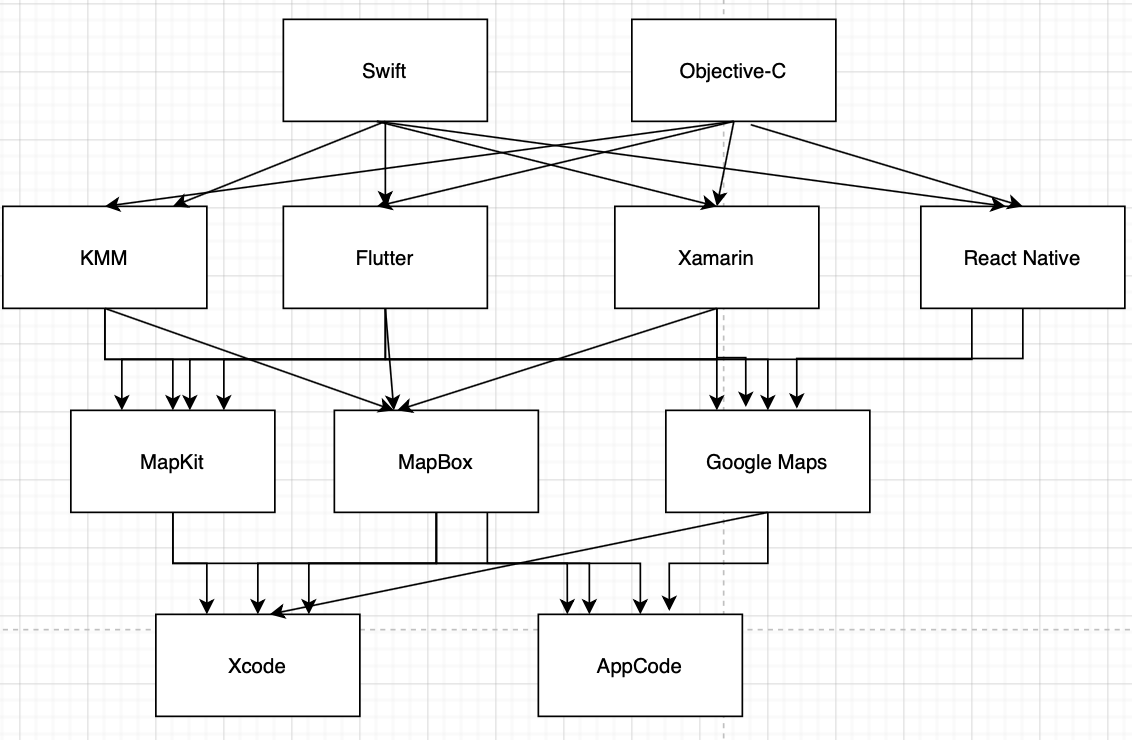 Swift
Objective-C
KMM
Flutter
Xamarin
React Native
MapKit
MapBox
Google Maps
Xcode
AppCode